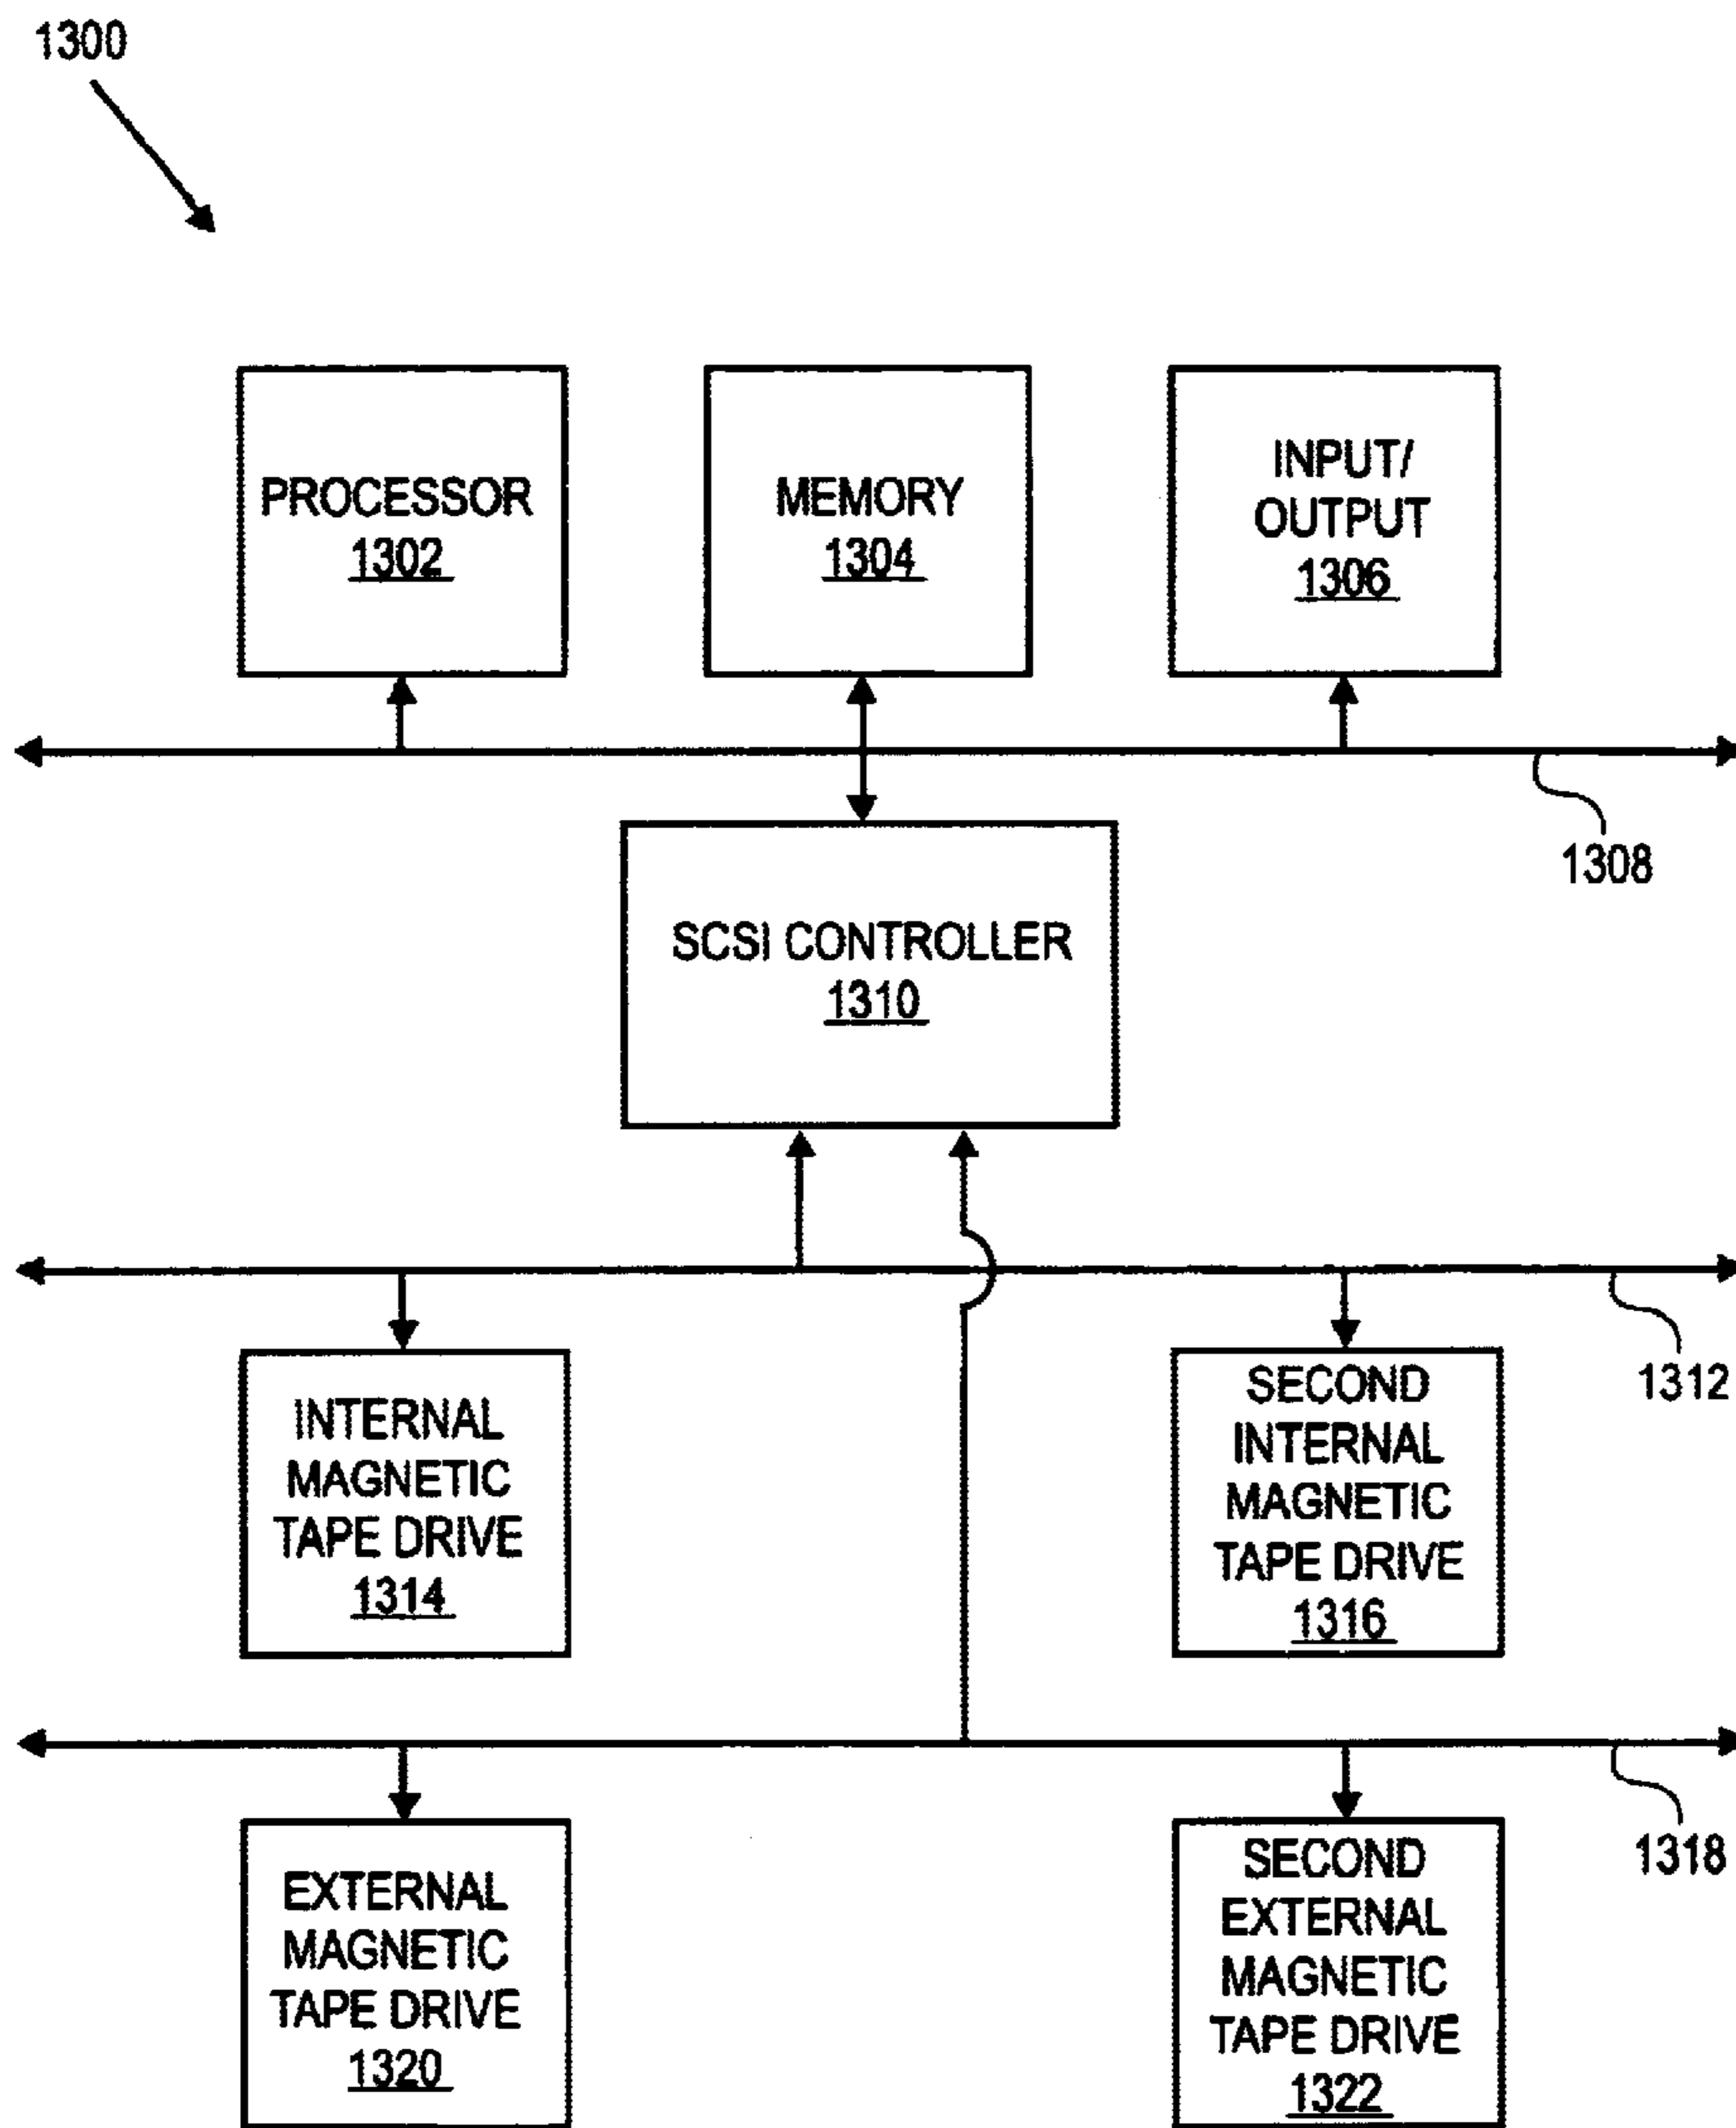 1300
PROCESSOR
1302
MEMORY
1304
INPUT/
OUTPUT
1306
1308
SCSI CONTROLLER
1310
1312
INTERNAL
MAGNETIC
TAPE DRIVE
1314
SECOND
INTERNAL
MAGNETIC
TAPE DRIVE
1316
1318
EXTERNAL
MAGNETIC
TAPE DRIVE
1320
SECOND
EXTERNAL
MAGNETIC
TAPE DRIVE
1322